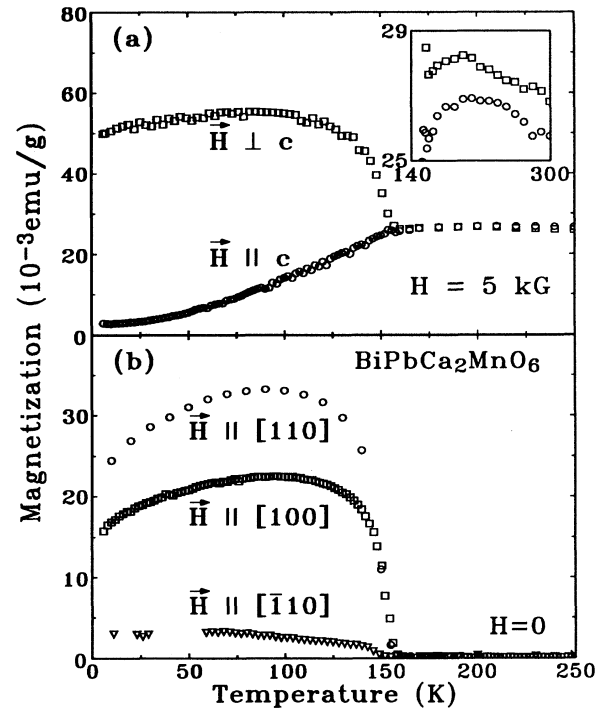 80
(a)
29
60
H ⊥ c
25
140 300
40
H || c
20
H = 5 kG
0
Magnetization (10⁻³emu/g)
(b)
BiPbCa₂MnO₆
30
H || [110]
20
H || [100]
10
H || [1̄10]
H=0
0
0 50 100 150 200 250
Temperature (K)